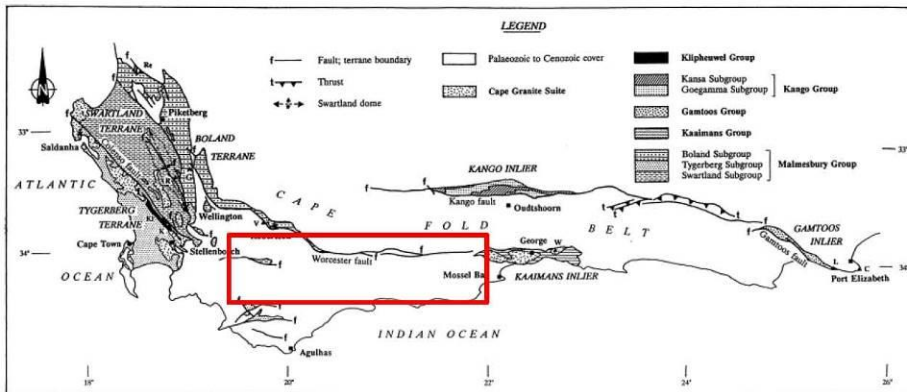 LEGEND
Fault; terrane boundary
Thrust
Swartland dome
Palaeozoic to Cenozoic cover
Cape Granite Suite
Klipheuwel Group
Kansa Subgroup
Goegamma Subgroup
Kango Group
Gamtoos Group
Kaaimans Group
Boland Subgroup
Tygerberg Subgroup
Swartland Subgroup
Malmesbury Group
N
Re
SWARTLAND
TERRANE
Piketberg
33°
Saldanha
Colenso fault
BOLAND
TERRANE
ATLANTIC
TYGERBERG
TERRANE
Wellington
Cape Town
Stellenbosch
34°
OCEAN
CAPE
FOLD
BELT
KANGO INLIER
Kango fault
Oudtshoorn
Worcester fault
George
W
Mossel Ba
KAAIMANS INLIER
33°
GAMTOOS
INLIER
Gamtoos fault
L
C
34°
Port Elizabeth
INDIAN OCEAN
Agulhas
18°
20°
22°
24°
26°